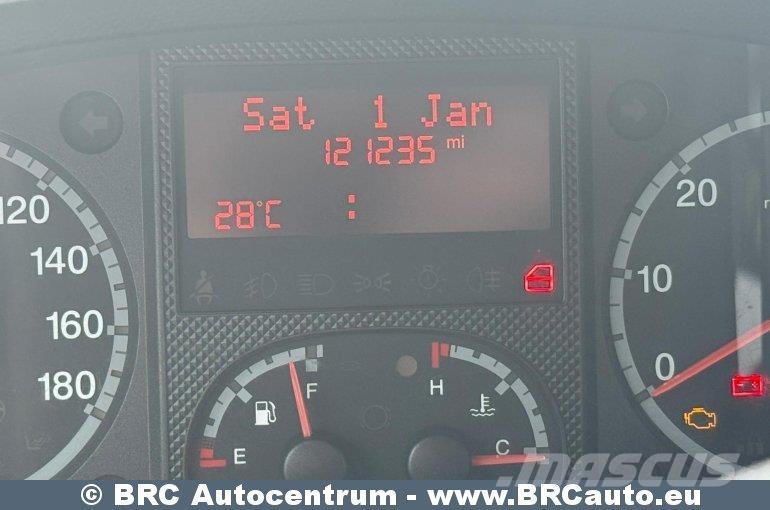 Sat 1 Jan
121235 mi
28°C :
120
140
160
180
20
10
0
F
E
H
C
MASCUS
© BRC Autocentrum - www.BRCauto.eu